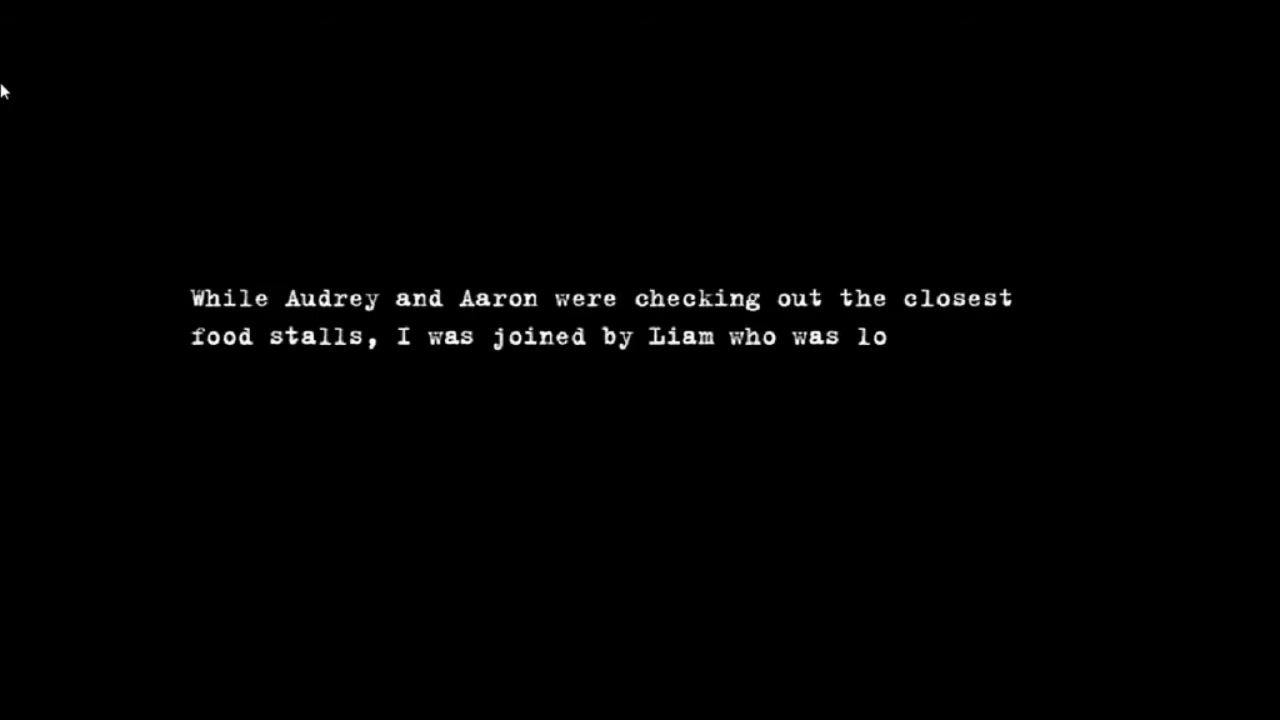 While Audrey and Aaron were checking out the closest
food stalls, I was joined by Liam who was lo